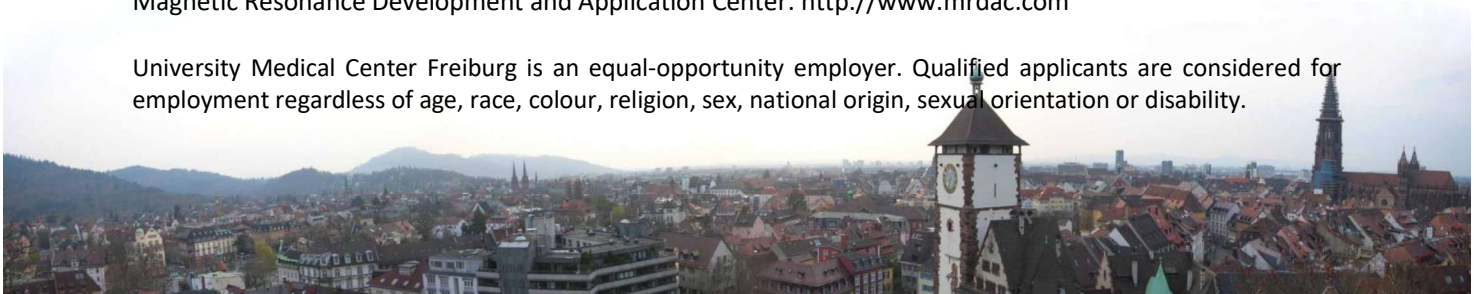 Magnetic Resonance Development and Application Center: http://www.mrdac.com
University Medical Center Freiburg is an equal-opportunity employer. Qualified applicants are considered for
employment regardless of age, race, colour, religion, sex, national origin, sexual orientation or disability.